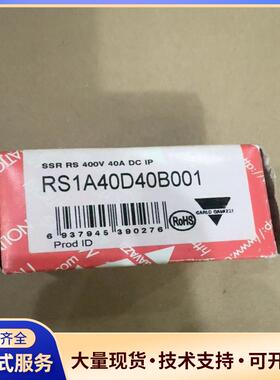 SSR RS 400V 40A DC IP
RS1A40D40B001
CARLO GAVAZZI
RoHS
6 937945 390276
Prod ID
齐全
式服务
大量现货·技术支持·可开